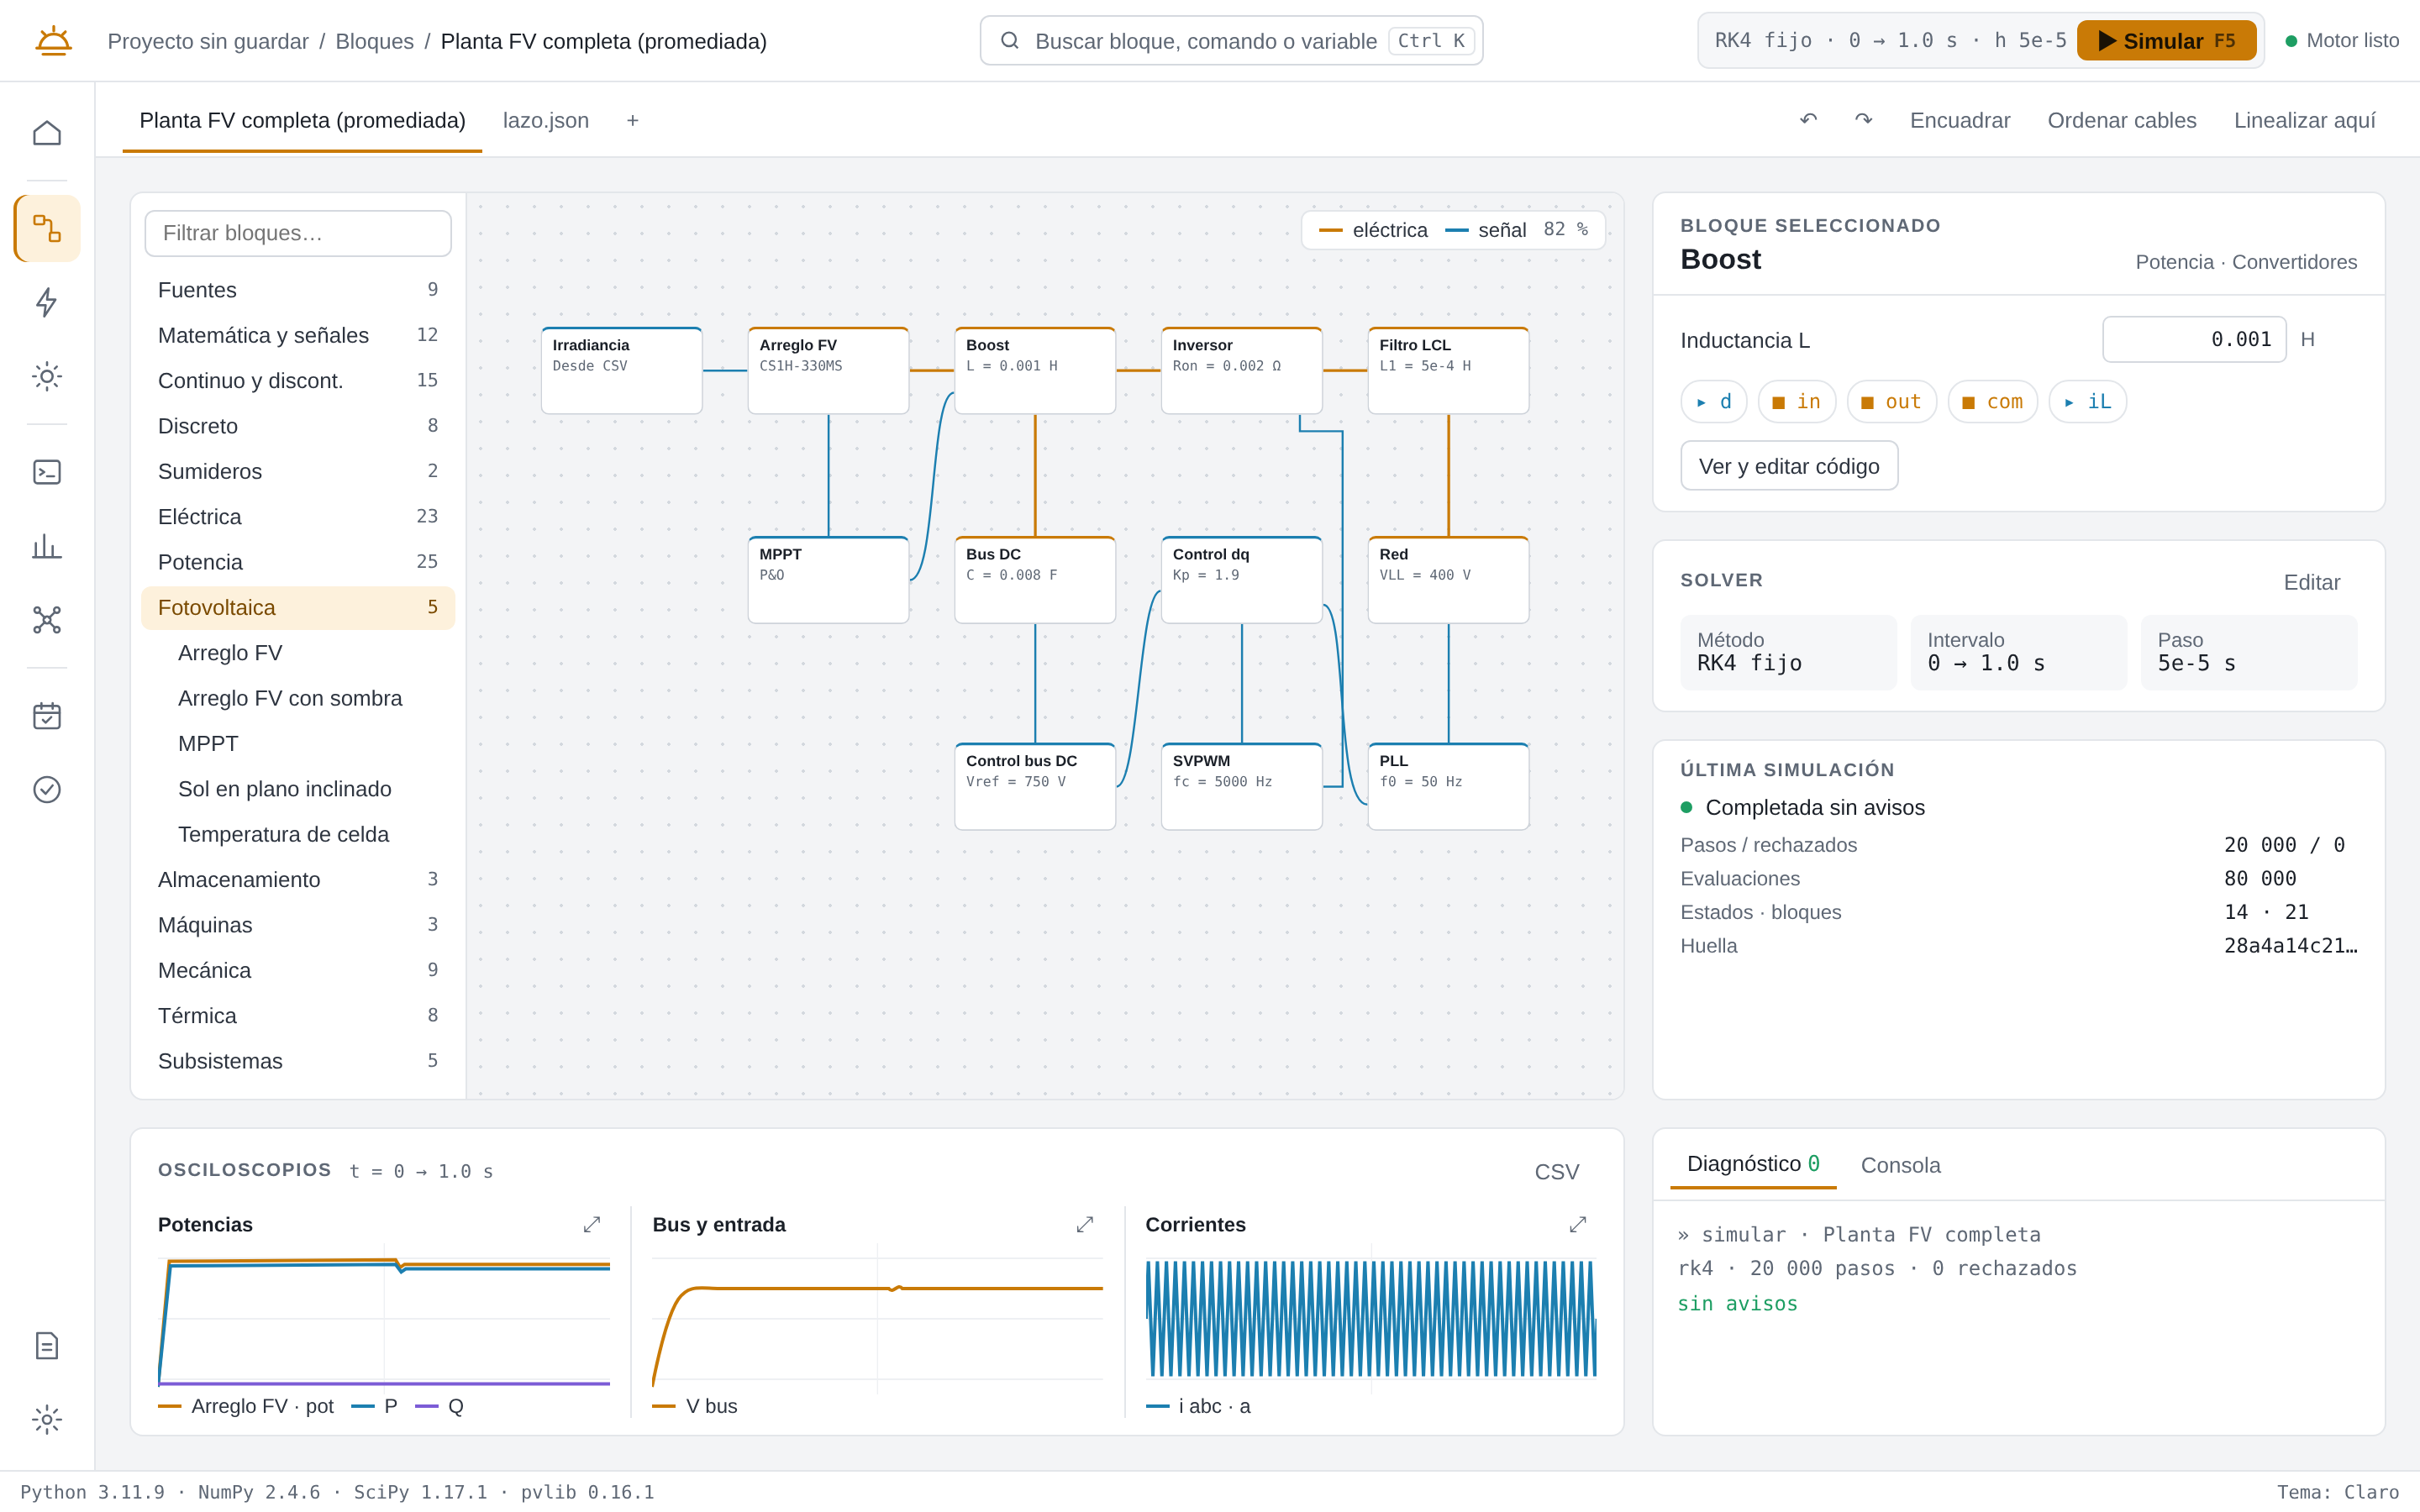 Proyecto sin guardar / Bloques / Planta FV completa (promediada)
Buscar bloque, comando o variable Ctrl K
RK4 fijo · 0 → 1.0 s · h 5e-5
Simular F5
Motor listo
Planta FV completa (promediada)
lazo.json
+
↶ ↷ Encuadrar Ordenar cables Linealizar aquí
Filtrar bloques…
Fuentes 9
Matemática y señales 12
Continuo y discont. 15
Discreto 8
Sumideros 2
Eléctrica 23
Potencia 25
Fotovoltaica 5
Arreglo FV
Arreglo FV con sombra
MPPT
Sol en plano inclinado
Temperatura de celda
Almacenamiento 3
Máquinas 3
Mecánica 9
Térmica 8
Subsistemas 5
eléctrica señal 82 %
Irradiancia
Desde CSV
Arreglo FV
CS1H-330MS
Boost
L = 0.001 H
Inversor
Ron = 0.002 Ω
Filtro LCL
L1 = 5e-4 H
MPPT
P&O
Bus DC
C = 0.008 F
Control dq
Kp = 1.9
Red
VLL = 400 V
Control bus DC
Vref = 750 V
SVPWM
fc = 5000 Hz
PLL
f0 = 50 Hz
BLOQUE SELECCIONADO
Boost
Potencia · Convertidores
Inductancia L 0.001 H
▸ d ■ in ■ out ■ com ▸ iL
Ver y editar código
SOLVER
Editar
Método
RK4 fijo
Intervalo
0 → 1.0 s
Paso
5e-5 s
ÚLTIMA SIMULACIÓN
Completada sin avisos
Pasos / rechazados 20 000 / 0
Evaluaciones 80 000
Estados · bloques 14 · 21
Huella 28a4a14c21…
OSCILOSCOPIOS t = 0 → 1.0 s
CSV
Potencias
Arreglo FV · pot P Q
Bus y entrada
V bus
Corrientes
i abc · a
Diagnóstico 0
Consola
» simular · Planta FV completa
rk4 · 20 000 pasos · 0 rechazados
sin avisos
Python 3.11.9 · NumPy 2.4.6 · SciPy 1.17.1 · pvlib 0.16.1
Tema: Claro